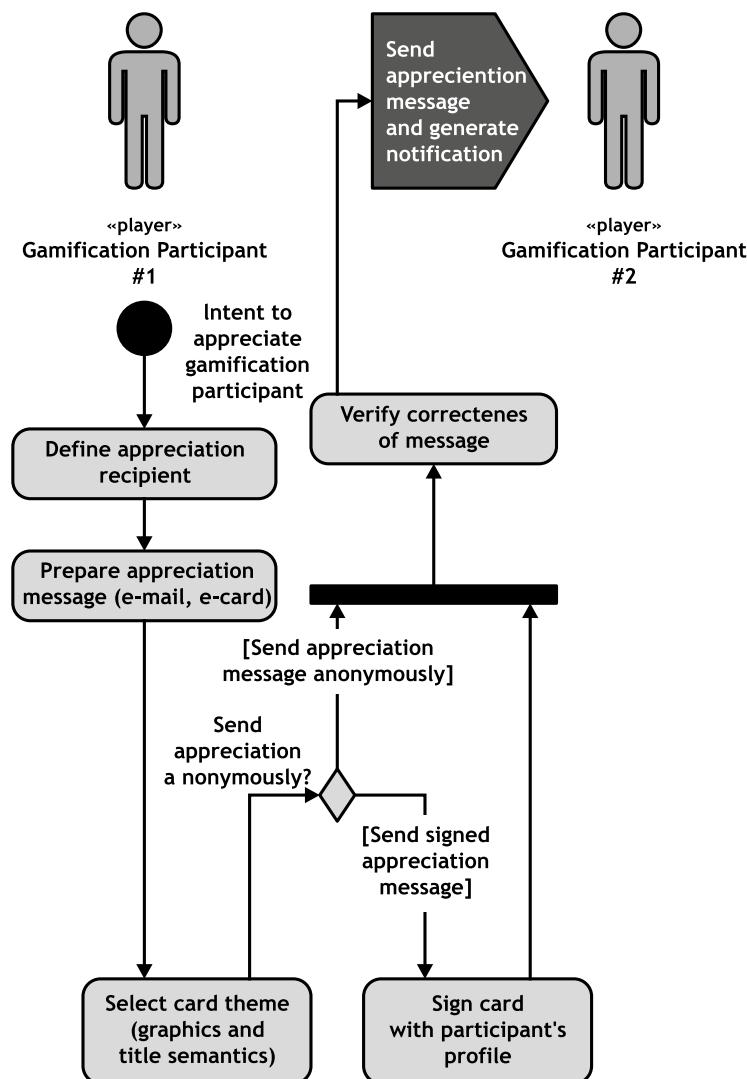 «player»
Gamification Participant
#1
Intent to
appreciate
gamification
participant
Define appreciation
recipient
Prepare appreciation
message (e-mail, e-card)
Select card theme
(graphics and
title semantics)
Send
appreciation
a nonymously?
[Send appreciation
message anonymously]
[Send signed
appreciation
message]
Sign card
with participant's
profile
Verify correctenes
of message
Send
appreciention
message
and generate
notification
«player»
Gamification Participant
#2